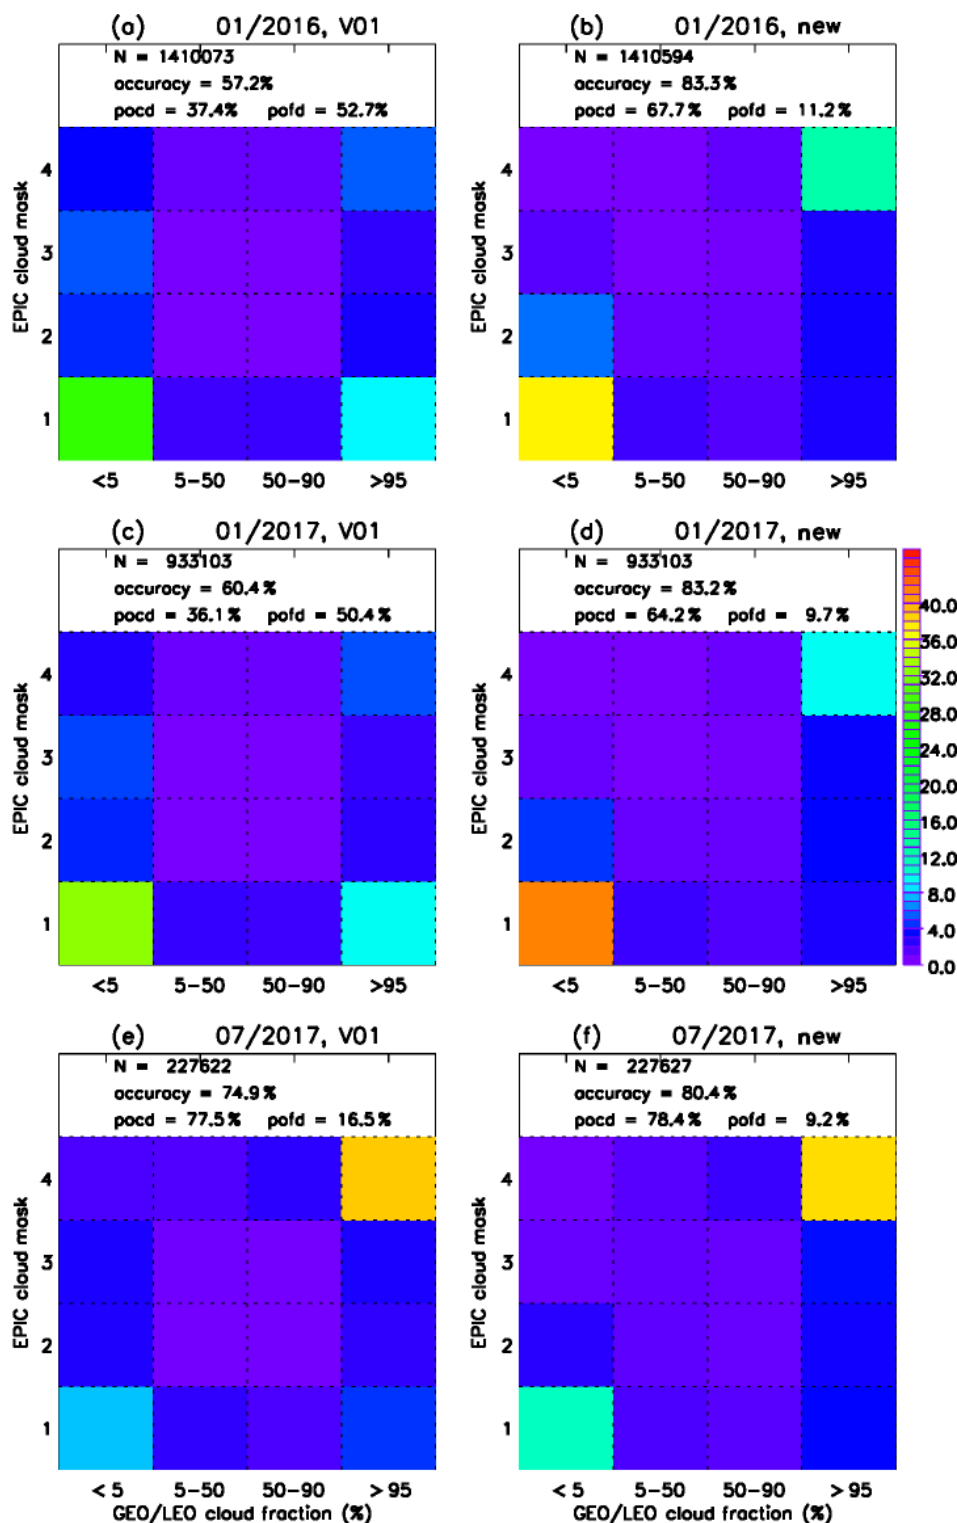 (a) 01/2016, V01
N = 1410073
accuracy = 57.2%
pocd = 37.4% pofd = 52.7%
EPIC cloud mask
4
3
2
1
<5 5-50 50-90 >95
(b) 01/2016, new
N = 1410594
accuracy = 83.3%
pocd = 67.7% pofd = 11.2%
EPIC cloud mask
4
3
2
1
<5 5-50 50-90 >95
(c) 01/2017, V01
N = 933103
accuracy = 60.4%
pocd = 36.1% pofd = 50.4%
EPIC cloud mask
4
3
2
1
<5 5-50 50-90 >95
(d) 01/2017, new
N = 933103
accuracy = 83.2%
pocd = 64.2% pofd = 9.7%
EPIC cloud mask
4
3
2
1
<5 5-50 50-90 >95
40.0
36.0
32.0
28.0
24.0
20.0
16.0
12.0
8.0
4.0
0.0
(e) 07/2017, V01
N = 227622
accuracy = 74.9%
pocd = 77.5% pofd = 16.5%
EPIC cloud mask
4
3
2
1
<5 5-50 50-90 >95
GEO/LEO cloud fraction (%)
(f) 07/2017, new
N = 227627
accuracy = 80.4%
pocd = 78.4% pofd = 9.2%
EPIC cloud mask
4
3
2
1
<5 5-50 50-90 >95
GEO/LEO cloud fraction (%)